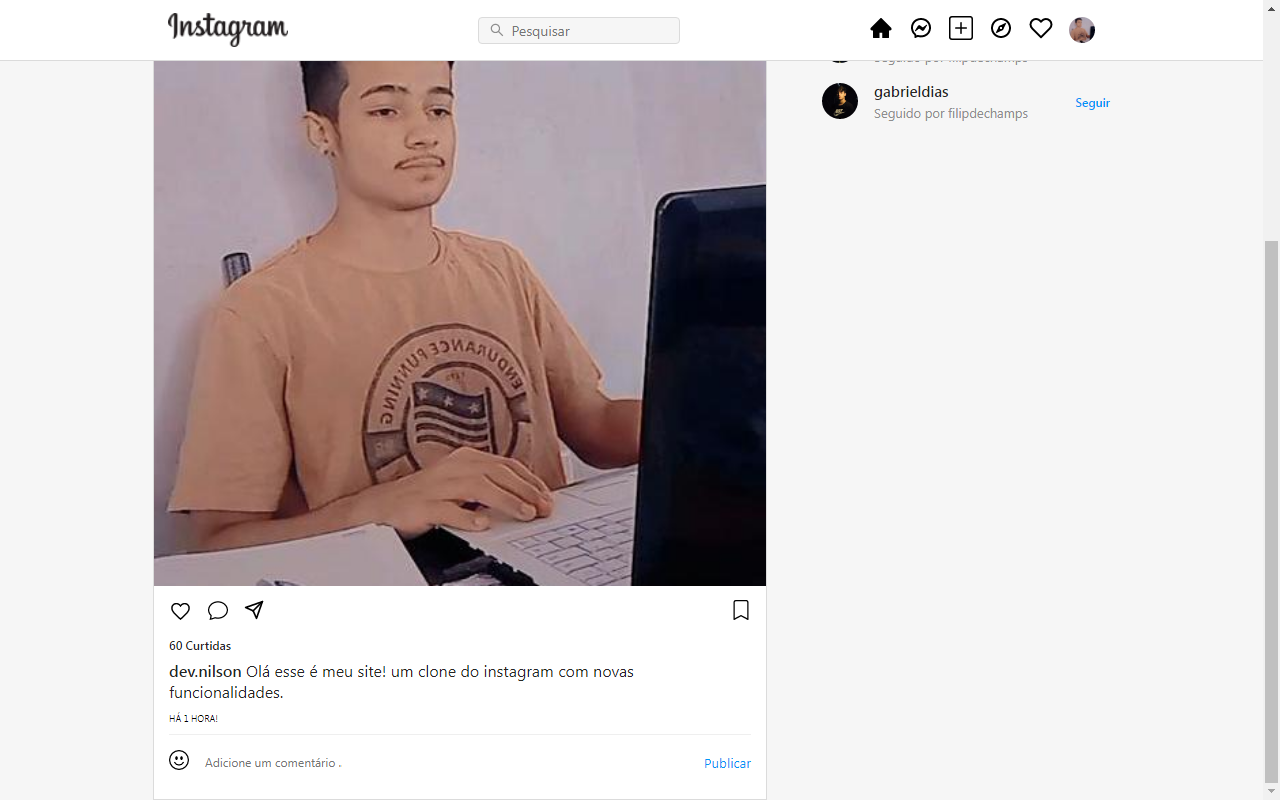 Instagram
Pesquisar
Seguido por filipdechamps
gabrieldias
Seguir
Seguido por filipdechamps
ENDURANCE RUNNING
60 Curtidas
dev.nilson Olá esse é meu site! um clone do instagram com novas
funcionalidades.
HÁ 1 HORA!
Adicione um comentário .
Publicar